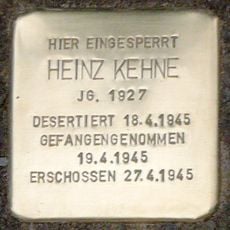 HIER EINGESPERRT
HEINZ KEHNE
JG. 1927
DESERTIERT 18.4.1945
GEFANGENGENOMMEN
19.4.1945
ERSCHOSSEN 27.4.1945